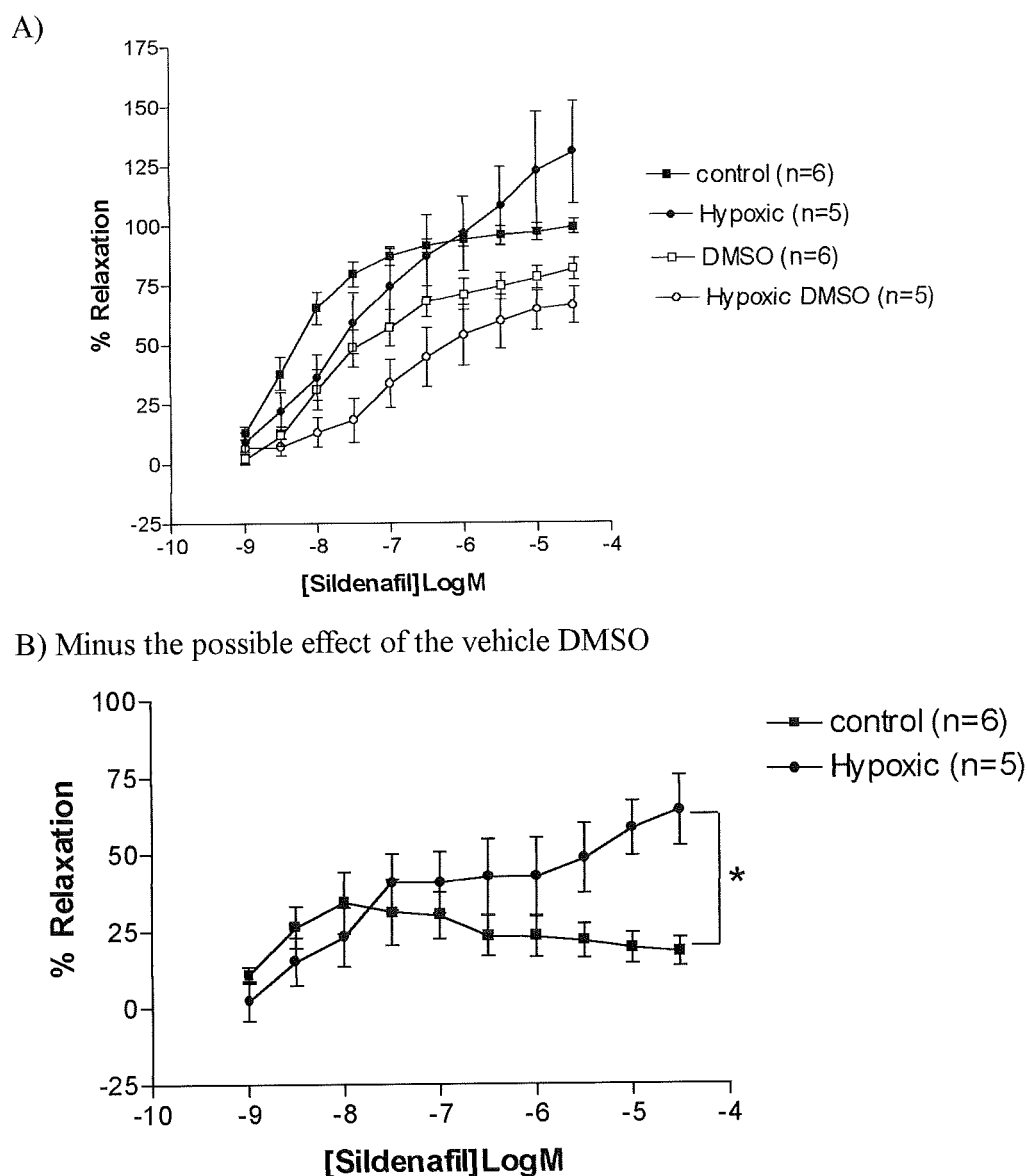 A)
175
150
125
100
75
50
25
0
-25
% Relaxation
-10 -9 -8 -7 -6 -5 -4
[Sildenafil]LogM
control (n=6)
Hypoxic (n=5)
DMSO (n=6)
Hypoxic DMSO (n=5)
B) Minus the possible effect of the vehicle DMSO
100
75
50
25
0
-25
% Relaxation
-10 -9 -8 -7 -6 -5 -4
[Sildenafil]LogM
control (n=6)
Hypoxic (n=5)
*